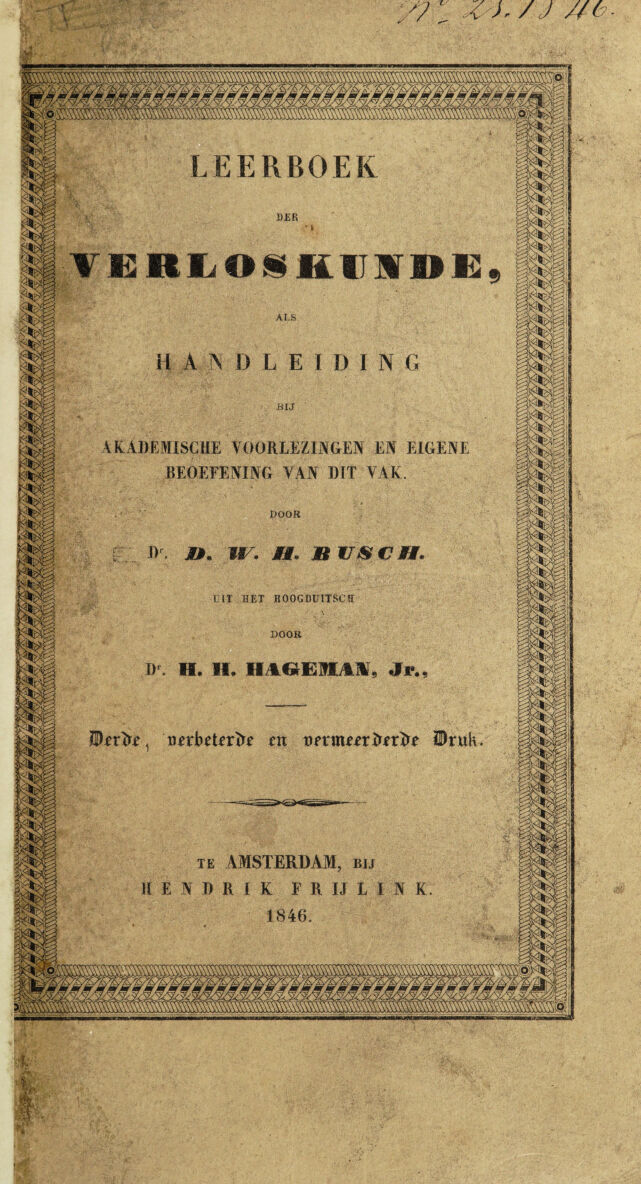 LEERBOEK
DER
VERLOSKUNDE,
ALS
HANDLEIDING
BIJ
AKADEMISCHE VOORLEZINGEN EN EIGENE
BEOEFENING VAN DIT VAK.
DOOR
Dr. D. W. H. BUSCH.
UIT HET HOOGDUITSCH
DOOR
Dr. H. H. HAGEMAN, Jr.,
Derde, verbeterde en vermeerderde Druk.
TE AMSTERDAM, BIJ
HENDRIK FRIJLINK.
1846.